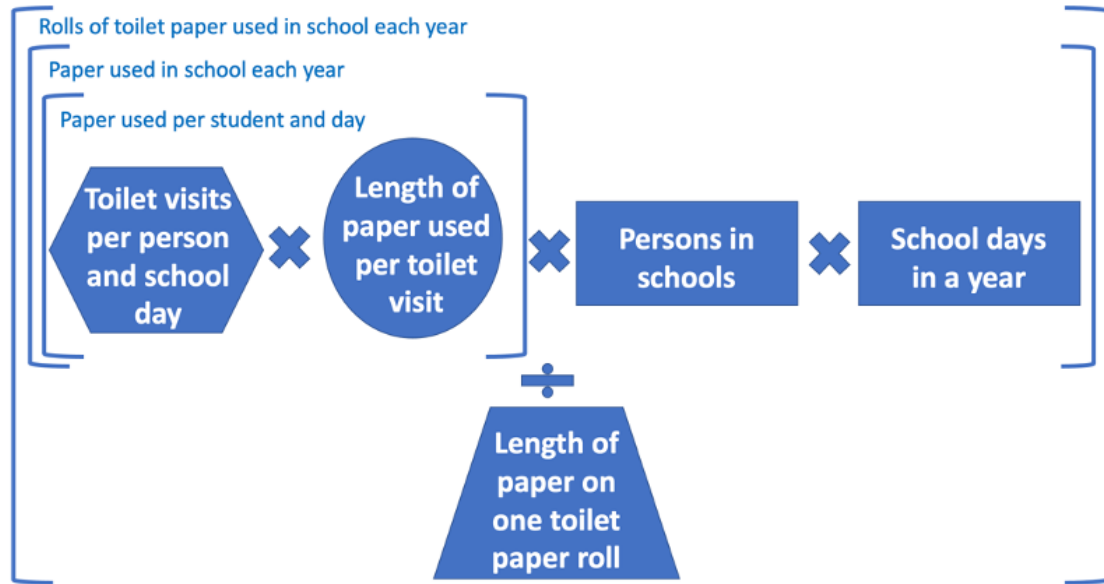 Rolls of toilet paper used in school each year
Paper used in school each year
Paper used per student and day
Toilet visits
per person
and school
day
Length of
paper used
per toilet
visit
Persons in
schools
School days
in a year
Length of
paper on
one toilet
paper roll